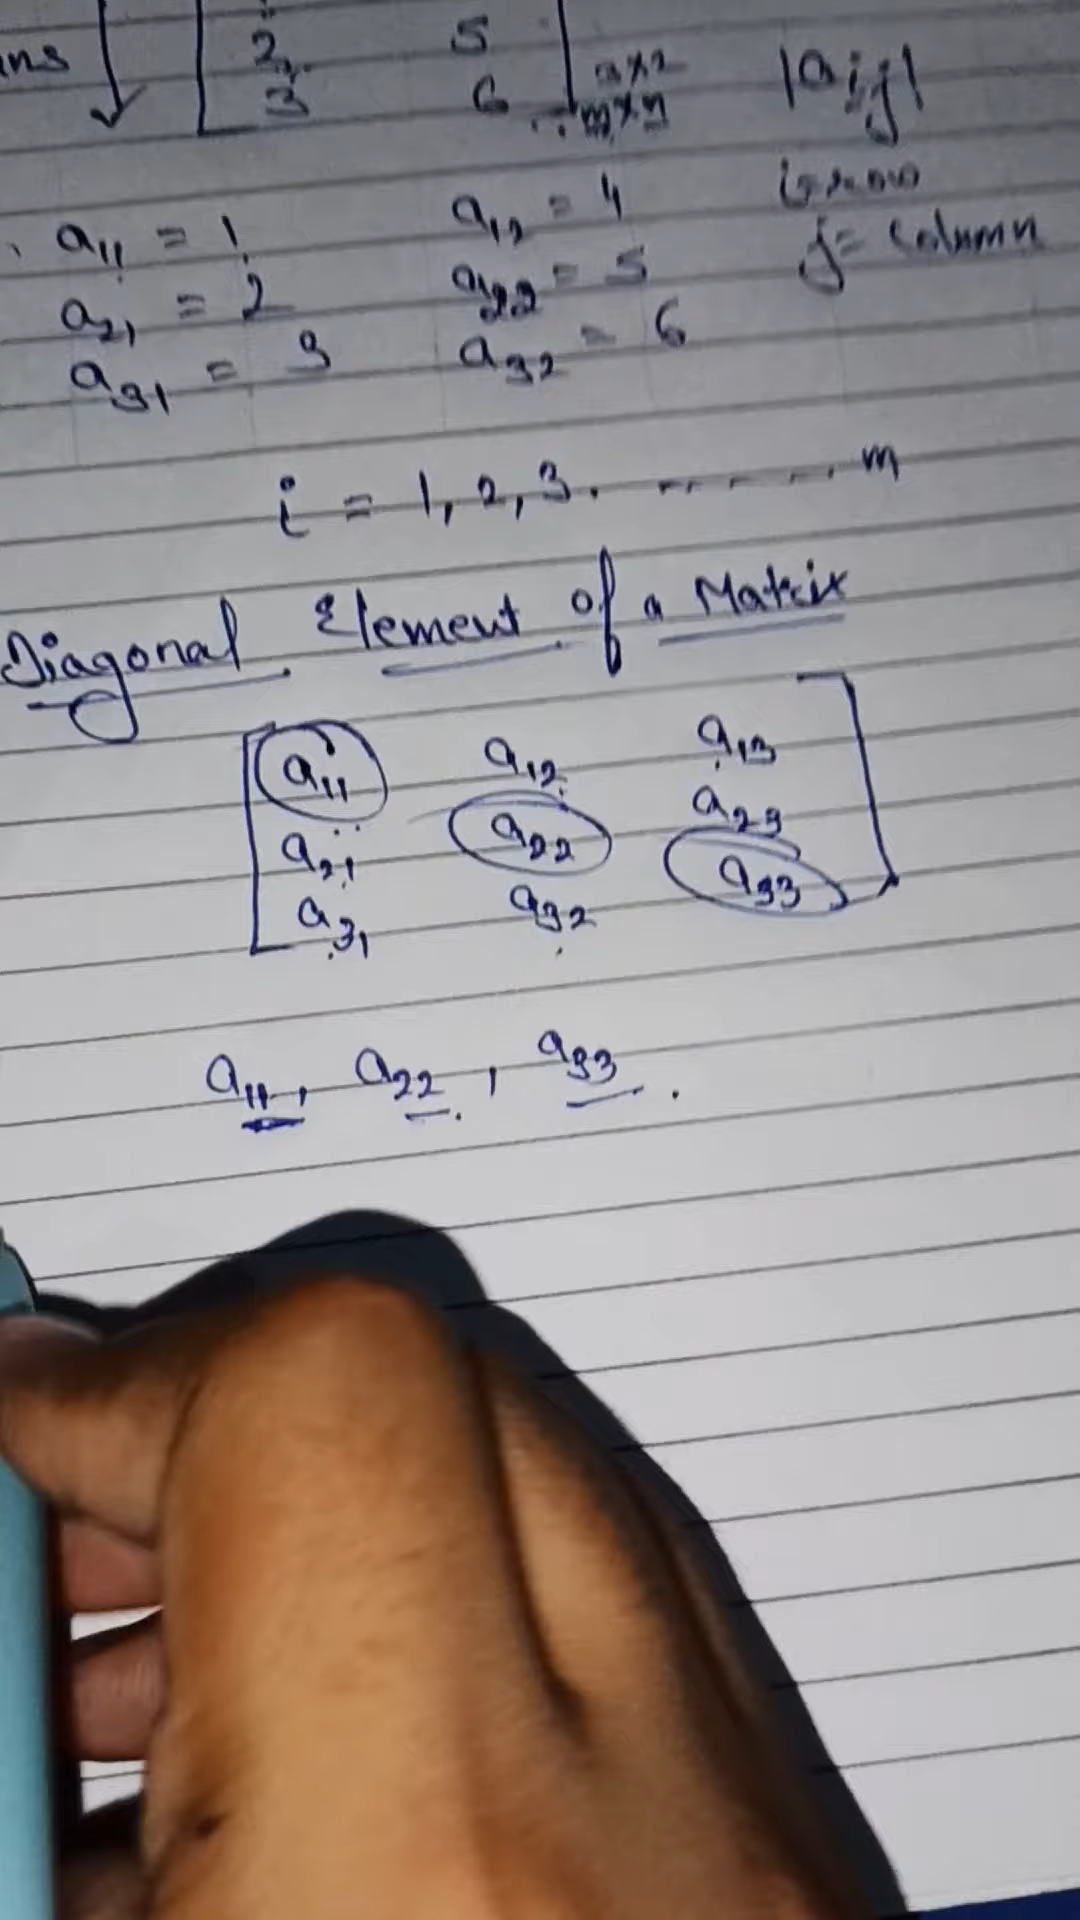 2 5
3 6 3×2
m×n |aij|
a11 = 1 a12 = 4 i = row
a21 = 2 a22 = 5 j = column
a31 = 3 a32 = 6
i = 1, 2, 3. ....... m
Diagonal Element of a Matrix
a11 a12 a13
a21 a22 a23
a31 a32 a33
a11, a22, a33.